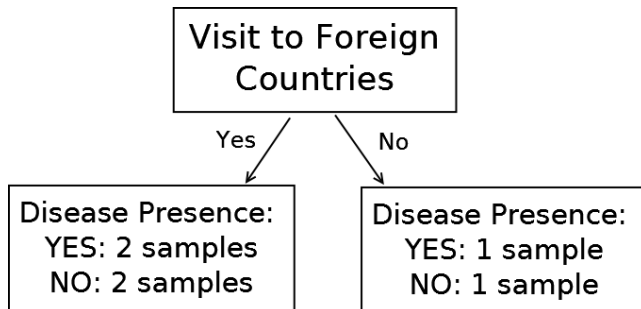 Visit to Foreign
Countries
Yes
No
Disease Presence:
YES: 2 samples
NO: 2 samples
Disease Presence:
YES: 1 sample
NO: 1 sample